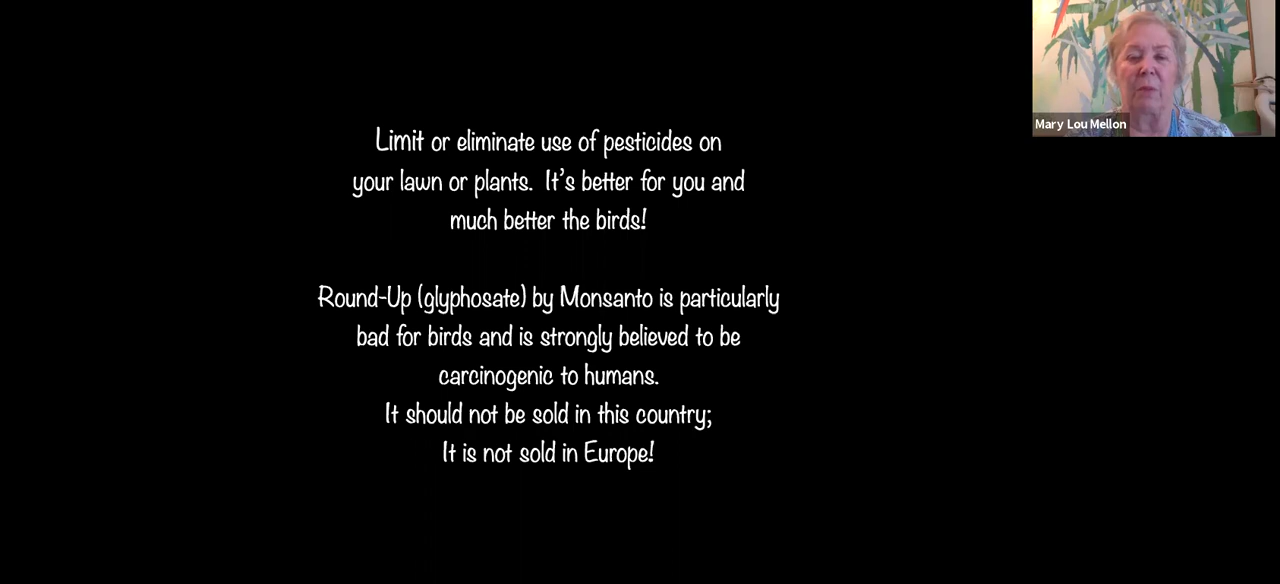 Limit or eliminate use of pesticides on
your lawn or plants. It's better for you and
much better the birds!
Round-Up (glyphosate) by Monsanto is particularly
bad for birds and is strongly believed to be
carcinogenic to humans.
It should not be sold in this country;
It is not sold in Europe!
Mary Lou Mellon